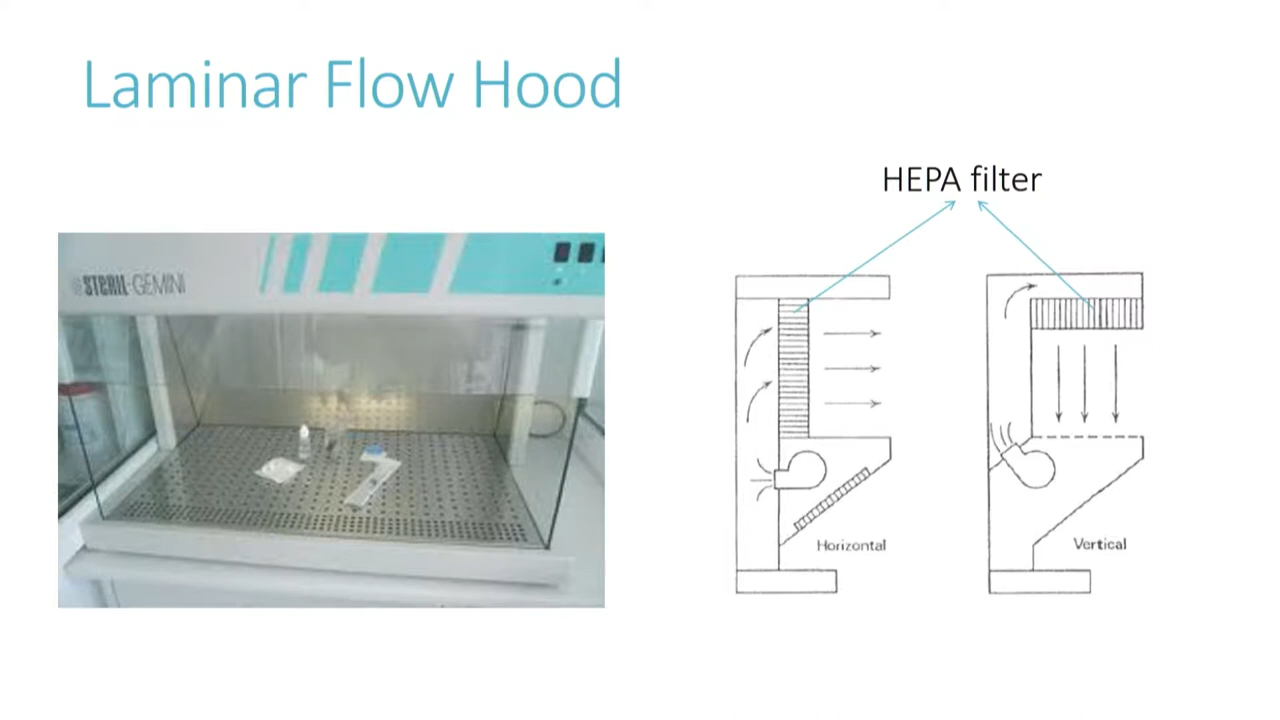 Laminar Flow Hood
HEPA filter
STERIL-GEMINI
Horizontal
Vertical